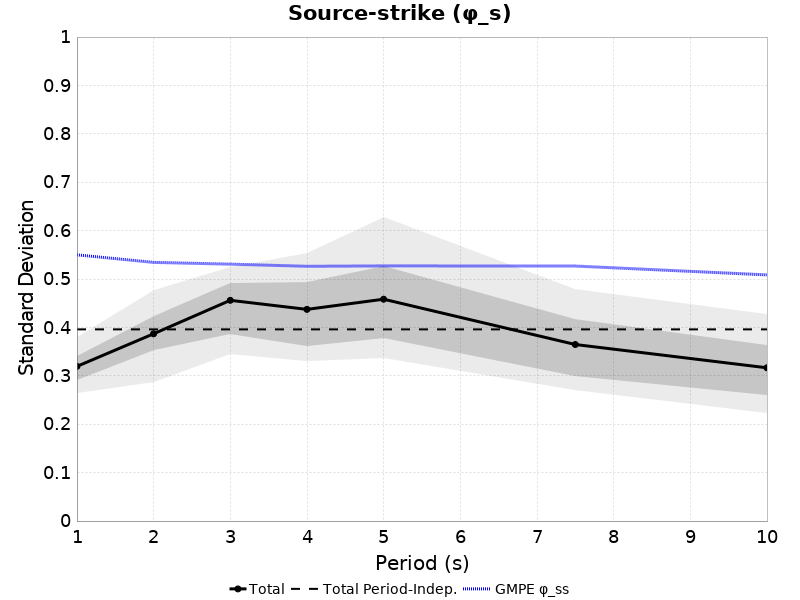 Source-strike (φ_s)
1
0.9
0.8
0.7
0.6
0.5
0.4
0.3
0.2
0.1
0
Standard Deviation
1 2 3 4 5 6 7 8 9 10
Period (s)
Total Total Period-Indep. GMPE φ_ss